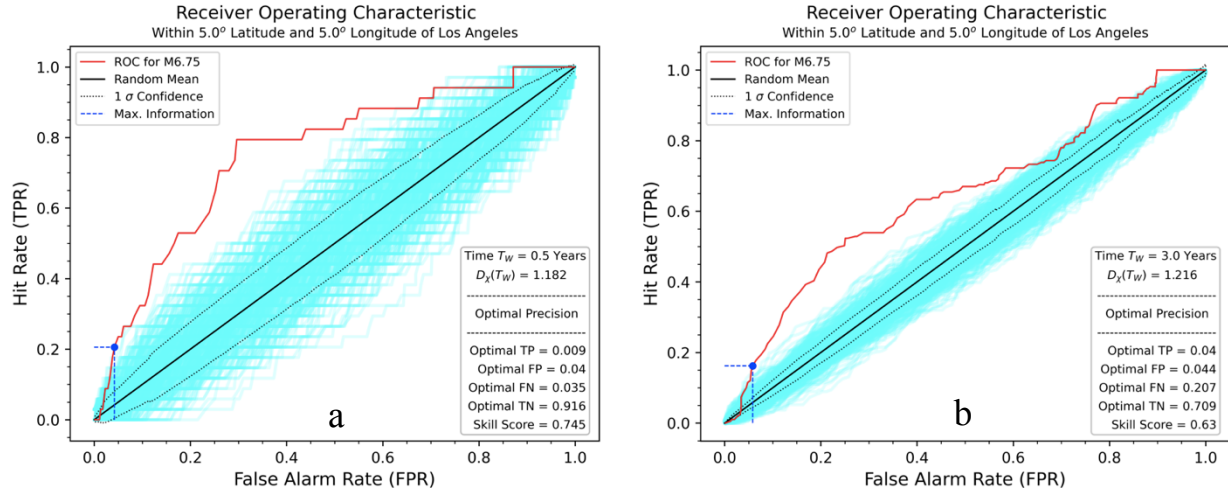 Receiver Operating Characteristic
Within 5.0° Latitude and 5.0° Longitude of Los Angeles
ROC for M6.75
Random Mean
1 σ Confidence
Max. Information
1.0
0.8
0.6
0.4
0.2
0.0
Hit Rate (TPR)
Time T_W = 0.5 Years
D_χ(T_W) = 1.182
Optimal Precision
Optimal TP = 0.009
Optimal FP = 0.04
Optimal FN = 0.035
Optimal TN = 0.916
Skill Score = 0.745
a
0.0 0.2 0.4 0.6 0.8 1.0
False Alarm Rate (FPR)
Receiver Operating Characteristic
Within 5.0° Latitude and 5.0° Longitude of Los Angeles
ROC for M6.75
Random Mean
1 σ Confidence
Max. Information
1.0
0.8
0.6
0.4
0.2
0.0
Hit Rate (TPR)
Time T_W = 3.0 Years
D_χ(T_W) = 1.216
Optimal Precision
Optimal TP = 0.04
Optimal FP = 0.044
Optimal FN = 0.207
Optimal TN = 0.709
Skill Score = 0.63
b
0.0 0.2 0.4 0.6 0.8 1.0
False Alarm Rate (FPR)